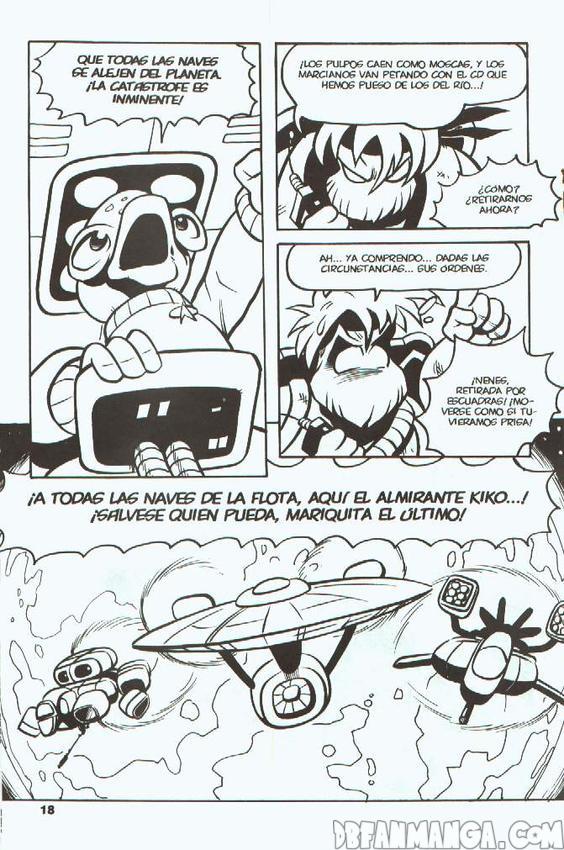 QUE TODAS LAS NAVES
SE ALEJEN DEL PLANETA.
¡LA CATÁSTROFE ES
INMINENTE!
¡LOS PULPOS CAEN COMO MOSCAS, Y LOS
MARCIANOS VAN PETANDO CON EL CD QUE
HEMOS PUESO DE LOS DEL RÍO...!
¿CÓMO?
¿RETIRARNOS
AHORA?
AH... YA COMPRENDO... DADAS LAS
CIRCUNSTANCIAS... SUS ÓRDENES.
¡NENES,
RETIRADA POR
ESCUADRAS! ¡MO-
VERSE COMO SI TU-
VIERAMOS PRISA!
¡A TODAS LAS NAVES DE LA FLOTA, AQUÍ EL ALMIRANTE KIKO...!
¡SÁLVESE QUIEN PUEDA, MARIQUITA EL ÚLTIMO!
18
DBFANMANGA.COM